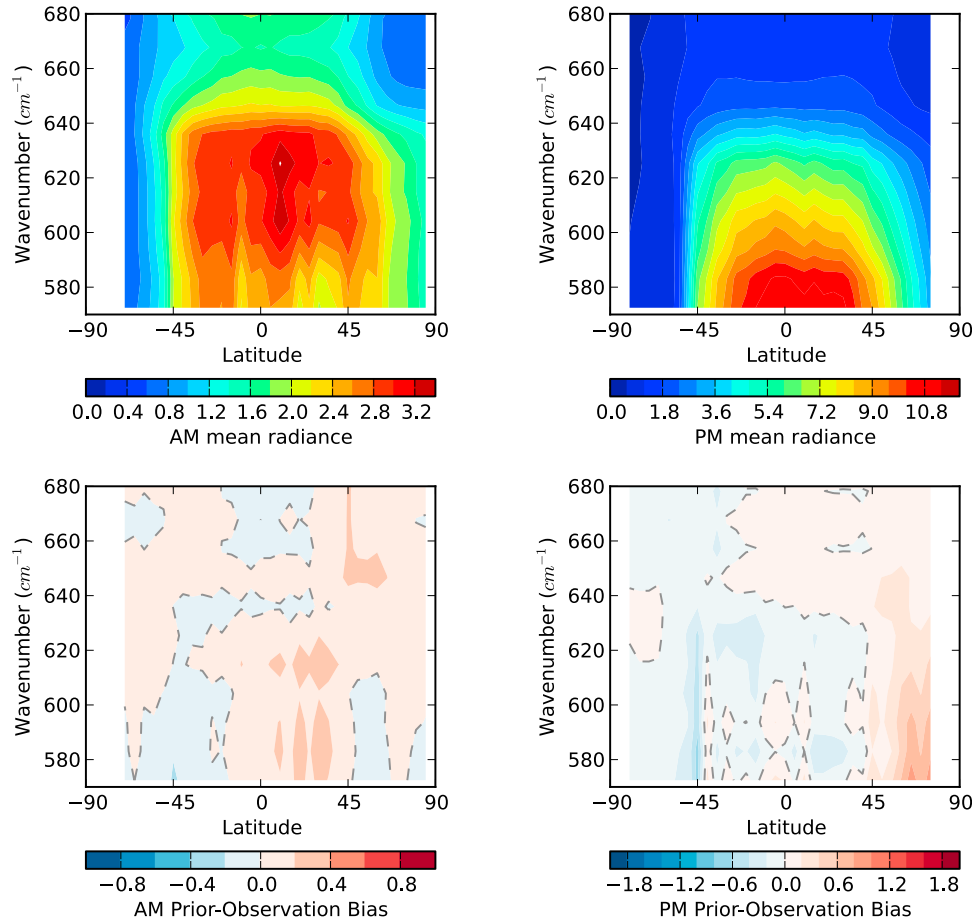 680
660
640
620
600
580
Wavenumber (cm⁻¹)
−90 −45 0 45 90
Latitude
0.0 0.4 0.8 1.2 1.6 2.0 2.4 2.8 3.2
AM mean radiance
680
660
640
620
600
580
Wavenumber (cm⁻¹)
−90 −45 0 45 90
Latitude
0.0 1.8 3.6 5.4 7.2 9.0 10.8
PM mean radiance
680
660
640
620
600
580
Wavenumber (cm⁻¹)
−90 −45 0 45 90
Latitude
−0.8 −0.4 0.0 0.4 0.8
AM Prior-Observation Bias
680
660
640
620
600
580
Wavenumber (cm⁻¹)
−90 −45 0 45 90
Latitude
−1.8 −1.2 −0.6 0.0 0.6 1.2 1.8
PM Prior-Observation Bias